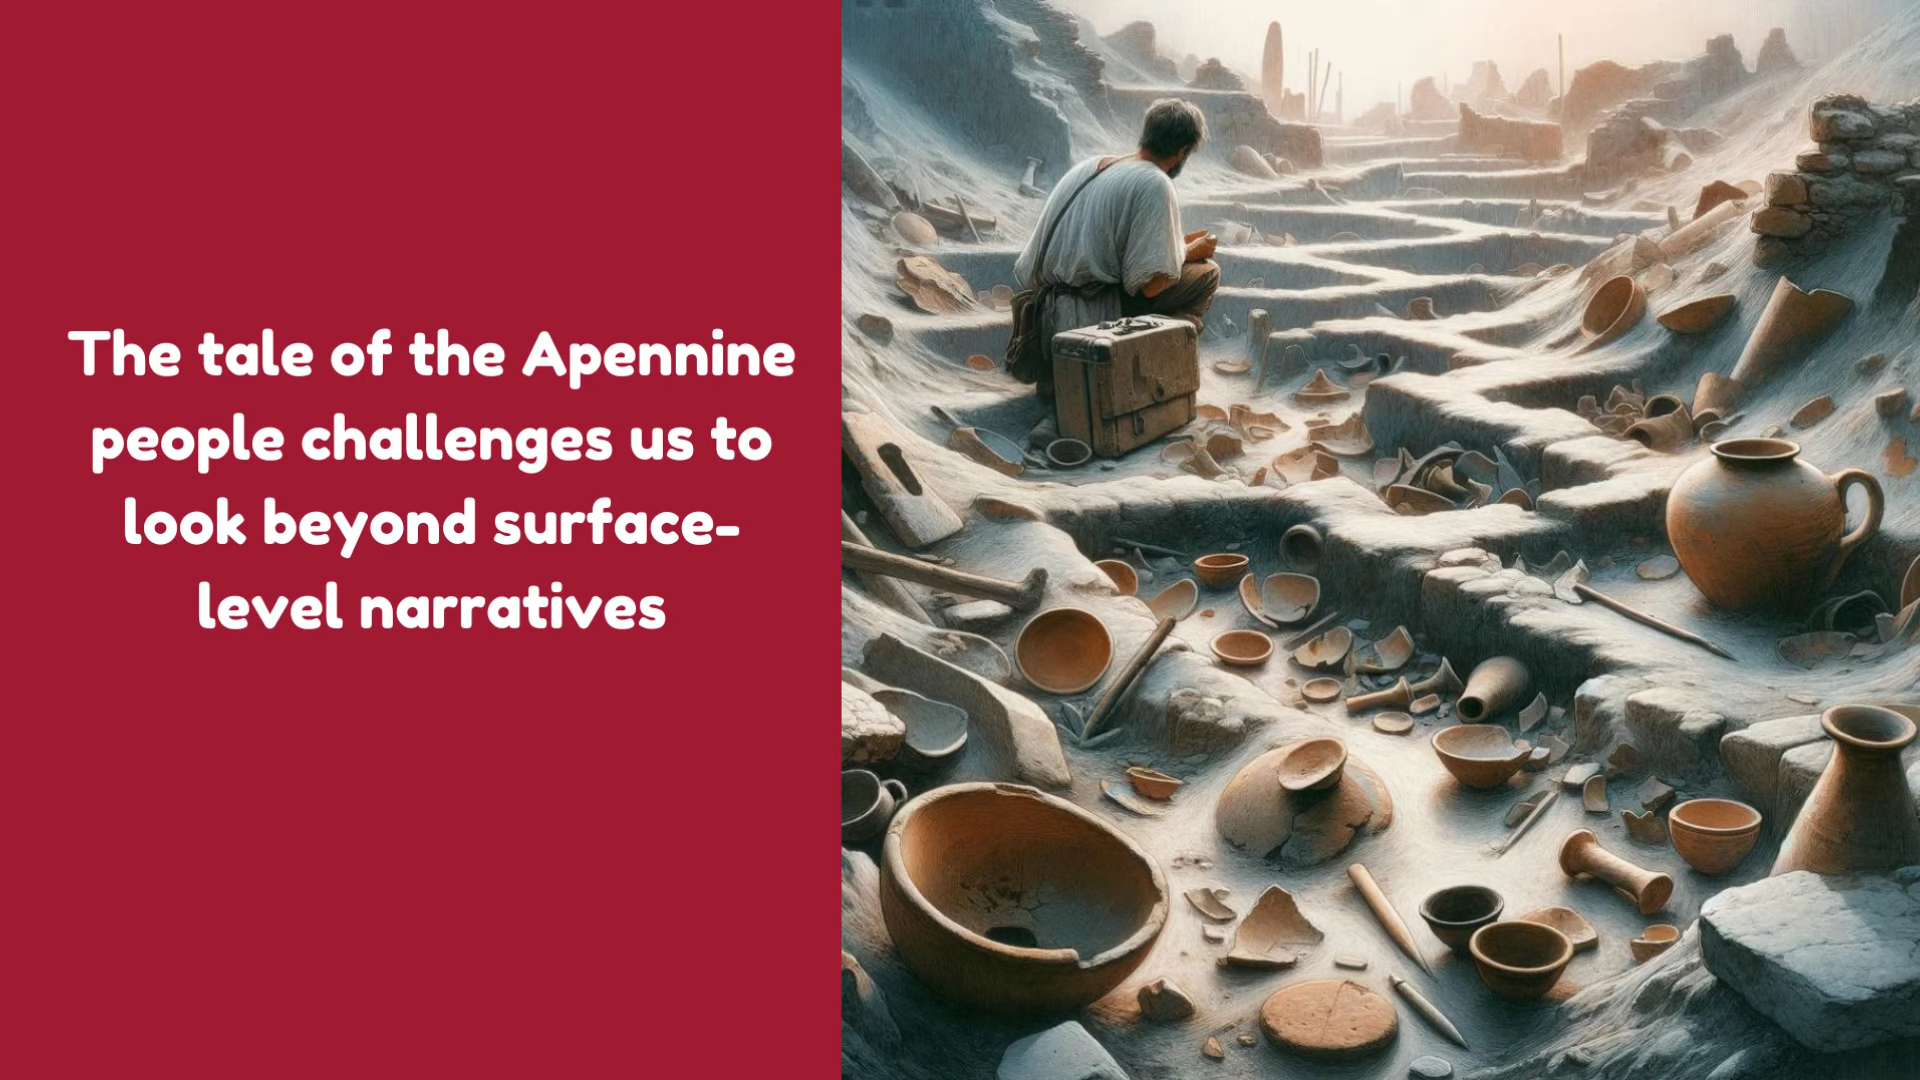 The tale of the Apennine
people challenges us to
look beyond surface-
level narratives